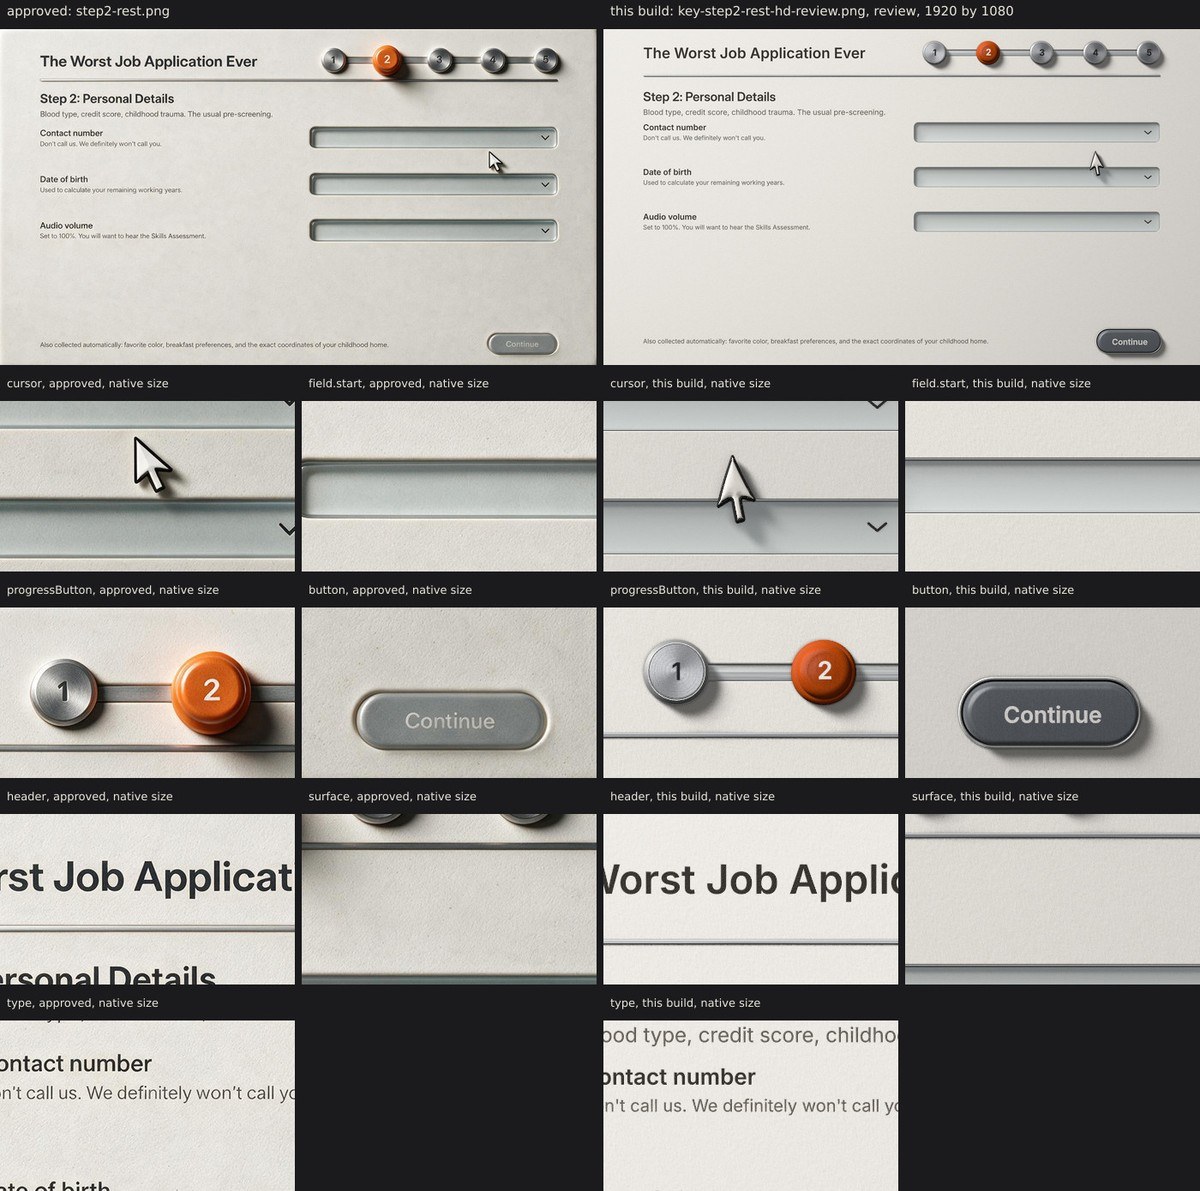 approved: step2-rest.png
this build: key-step2-rest-hd-review.png, review, 1920 by 1080
The Worst Job Application Ever
1 2 3 4 5
Step 2: Personal Details
Blood type, credit score, childhood trauma. The usual pre-screening.
Contact number
Don't call us. We definitely won't call you.
Date of birth
Used to calculate your remaining working years.
Audio volume
Set to 100%. You will want to hear the Skills Assessment.
Also collected automatically: favorite color, breakfast preferences, and the exact coordinates of your childhood home.
Continue
The Worst Job Application Ever
1 2 3 4 5
Step 2: Personal Details
Blood type, credit score, childhood trauma. The usual pre-screening.
Contact number
Don't call us. We definitely won't call you.
Date of birth
Used to calculate your remaining working years.
Audio volume
Set to 100%. You will want to hear the Skills Assessment.
Also collected automatically: favorite color, breakfast preferences, and the exact coordinates of your childhood home.
Continue
cursor, approved, native size
field.start, approved, native size
cursor, this build, native size
field.start, this build, native size
progressButton, approved, native size
button, approved, native size
progressButton, this build, native size
button, this build, native size
1 2
Continue
1 2
Continue
header, approved, native size
surface, approved, native size
header, this build, native size
surface, this build, native size
rst Job Applicat
ersonal Details
Worst Job Applic
type, approved, native size
type, this build, native size
ontact number
n't call us. We definitely won't call yo
ate of birth
ood type, credit score, childho
ontact number
n't call us. We definitely won't call yo